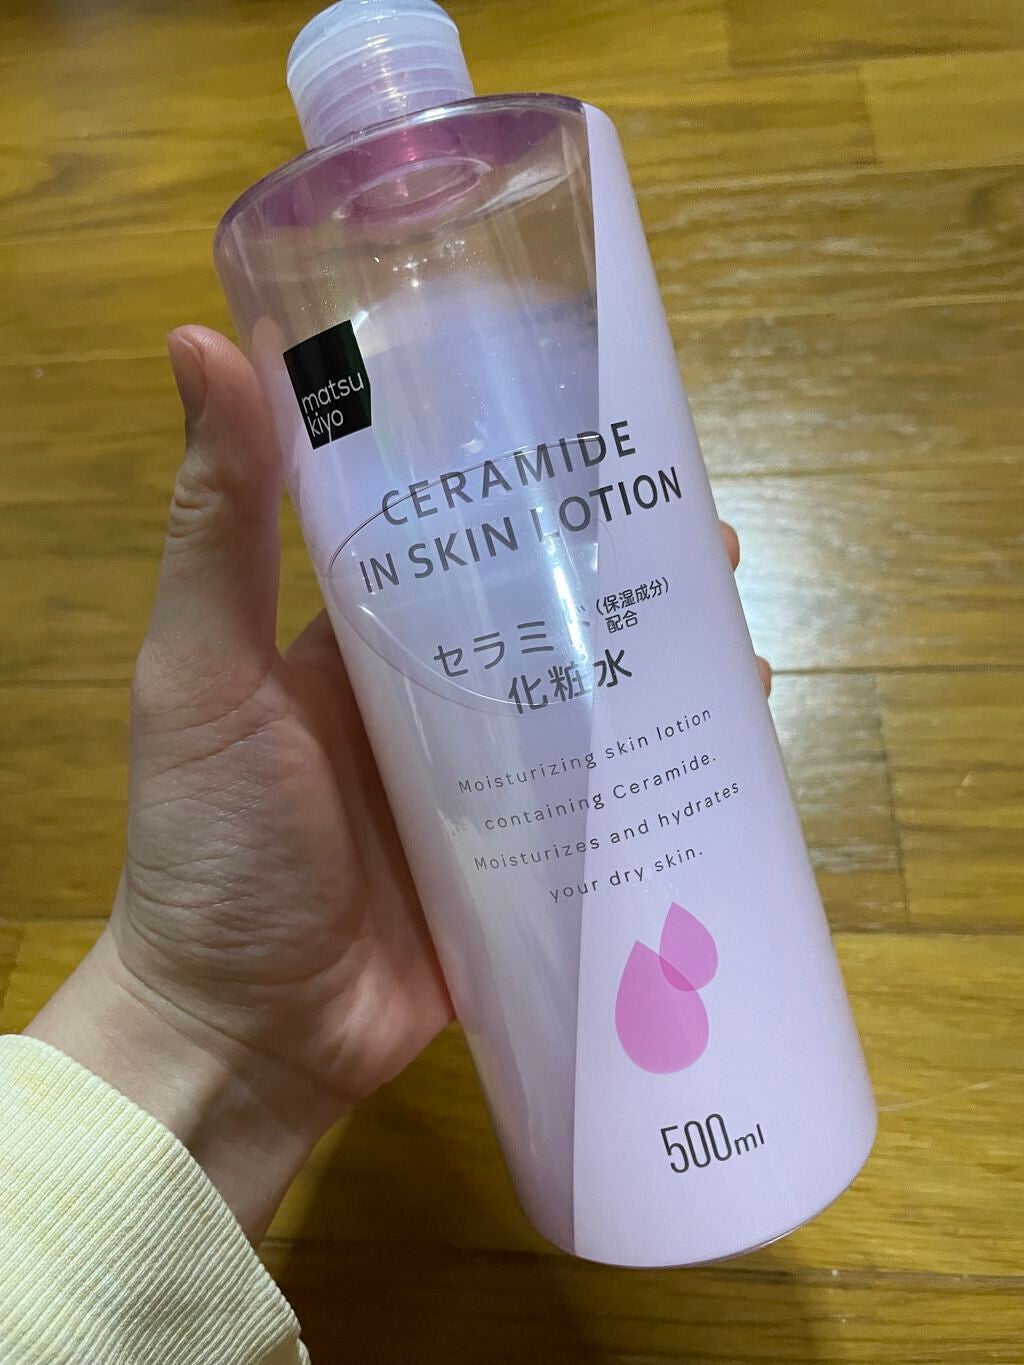 matsu
kiyo
CERAMIDE
IN SKIN LOTION
セラミド(保湿成分)
配合
化粧水
Moisturizing skin lotion
containing Ceramide.
Moisturizes and hydrates
your dry skin.
500ml